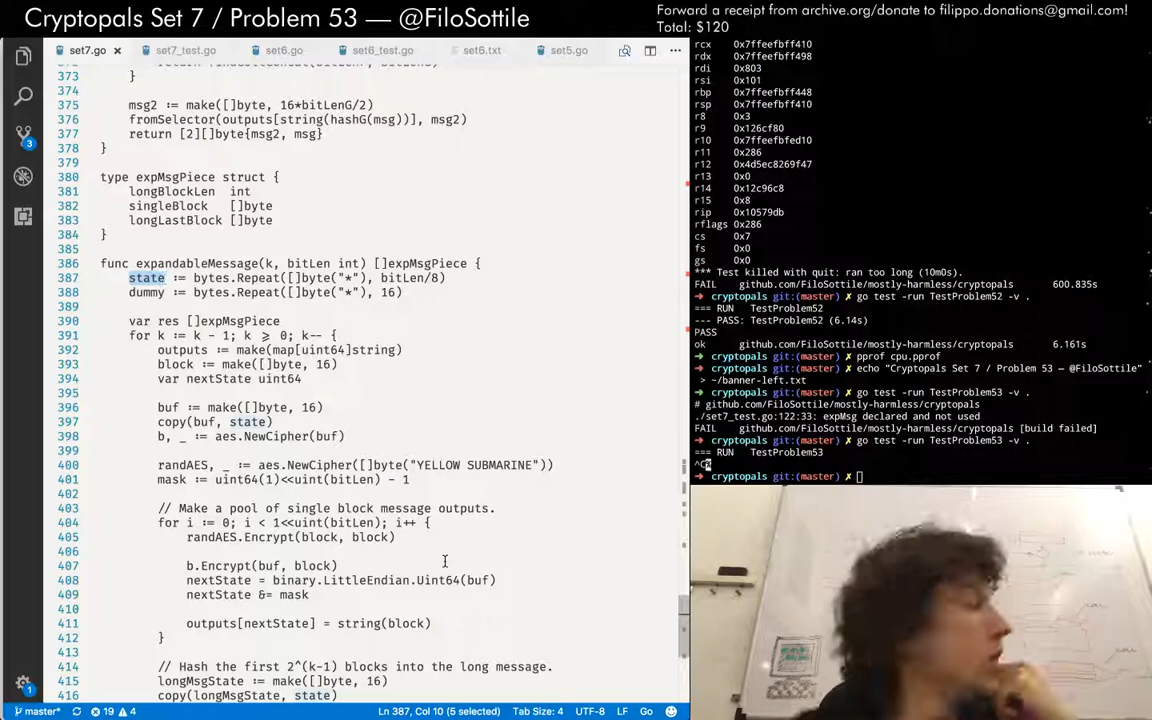 Cryptopals Set 7 / Problem 53 — @FiloSottile
Forward a receipt from archive.org/donate to filippo.donations@gmail.com!
Total: $120
set7.go
set7_test.go
set6.go
set6_test.go
set6.txt
set5.go
373 }
374
375 msg2 := make([]byte, 16*bitLenG/2)
376 fromSelector(outputs[string(hashG(msg))], msg2)
377 return [2][]byte{msg2, msg}
378 }
379
380 type expMsgPiece struct {
381 longBlockLen int
382 singleBlock []byte
383 longLastBlock []byte
384 }
385
386 func expandableMessage(k, bitLen int) []expMsgPiece {
387 state := bytes.Repeat([]byte("*"), bitLen/8)
388 dummy := bytes.Repeat([]byte("*"), 16)
389
390 var res []expMsgPiece
391 for k := k - 1; k ⩾ 0; k-- {
392 outputs := make(map[uint64]string)
393 block := make([]byte, 16)
394 var nextState uint64
395
396 buf := make([]byte, 16)
397 copy(buf, state)
398 b, _ := aes.NewCipher(buf)
399
400 randAES, _ := aes.NewCipher([]byte("YELLOW SUBMARINE"))
401 mask := uint64(1)<<uint(bitLen) - 1
402
403 // Make a pool of single block message outputs.
404 for i := 0; i < 1<<uint(bitLen); i++ {
405 randAES.Encrypt(block, block)
406
407 b.Encrypt(buf, block)
408 nextState = binary.LittleEndian.Uint64(buf)
409 nextState &= mask
410
411 outputs[nextState] = string(block)
412 }
413
414 // Hash the first 2^(k-1) blocks into the long message.
415 longMsgState := make([]byte, 16)
416 copy(longMsgState, state)
3
1
master*
19
4
Ln 387, Col 10 (5 selected)
Tab Size: 4
UTF-8
LF
Go
rcx 0x7ffeefbff410
rdx 0x7ffeefbff498
rdi 0x803
rsi 0x101
rbp 0x7ffeefbff448
rsp 0x7ffeefbff410
r8 0x3
r9 0x126cf80
r10 0x7ffeefbfed10
r11 0x286
r12 0x4d5ec8269f47
r13 0x0
r14 0x12c96c8
r15 0x8
rip 0x10579db
rflags 0x286
cs 0x7
fs 0x0
gs 0x0
*** Test killed with quit: ran too long (10m0s).
FAIL github.com/FiloSottile/mostly-harmless/cryptopals 600.835s
➜ cryptopals git:(master) ✗ go test -run TestProblem52 -v .
=== RUN TestProblem52
--- PASS: TestProblem52 (6.14s)
PASS
ok github.com/FiloSottile/mostly-harmless/cryptopals 6.161s
➜ cryptopals git:(master) ✗ pprof cpu.pprof
➜ cryptopals git:(master) ✗ echo "Cryptopals Set 7 / Problem 53 — @FiloSottile"
> ~/banner-left.txt
➜ cryptopals git:(master) ✗ go test -run TestProblem53 -v .
# github.com/FiloSottile/mostly-harmless/cryptopals
./set7_test.go:122:33: expMsg declared and not used
FAIL github.com/FiloSottile/mostly-harmless/cryptopals [build failed]
➜ cryptopals git:(master) ✗ go test -run TestProblem53 -v .
=== RUN TestProblem53
^C
➜ cryptopals git:(master) ✗